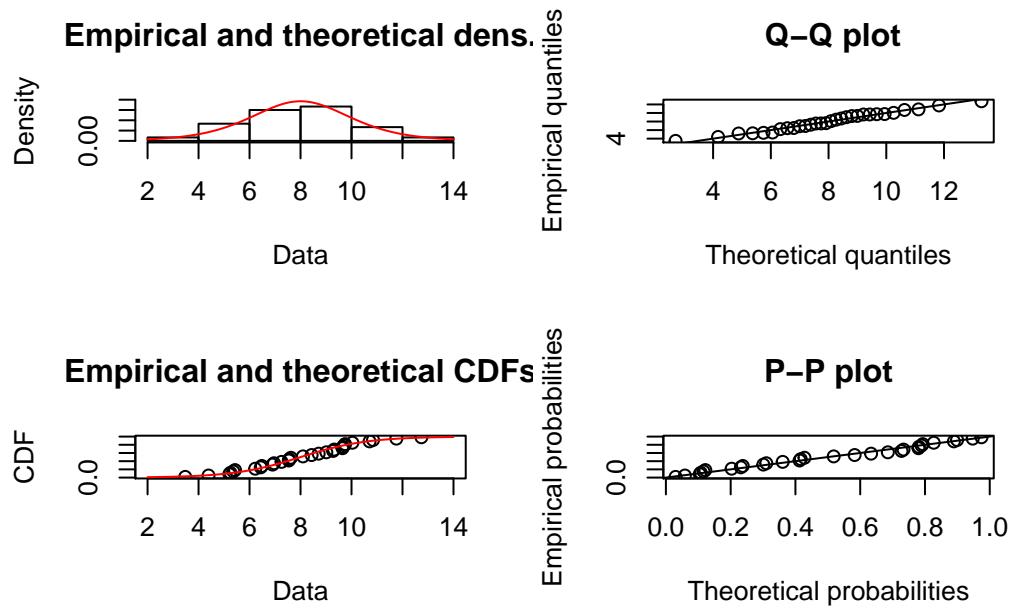 Empirical and theoretical dens.
Density
0.00
2 4 6 8 10 14
Data
Q−Q plot
Empirical quantiles
4
4 6 8 10 12
Theoretical quantiles
Empirical and theoretical CDFs
CDF
0.0
2 4 6 8 10 14
Data
P−P plot
Empirical probabilities
0.0
0.0 0.2 0.4 0.6 0.8 1.0
Theoretical probabilities